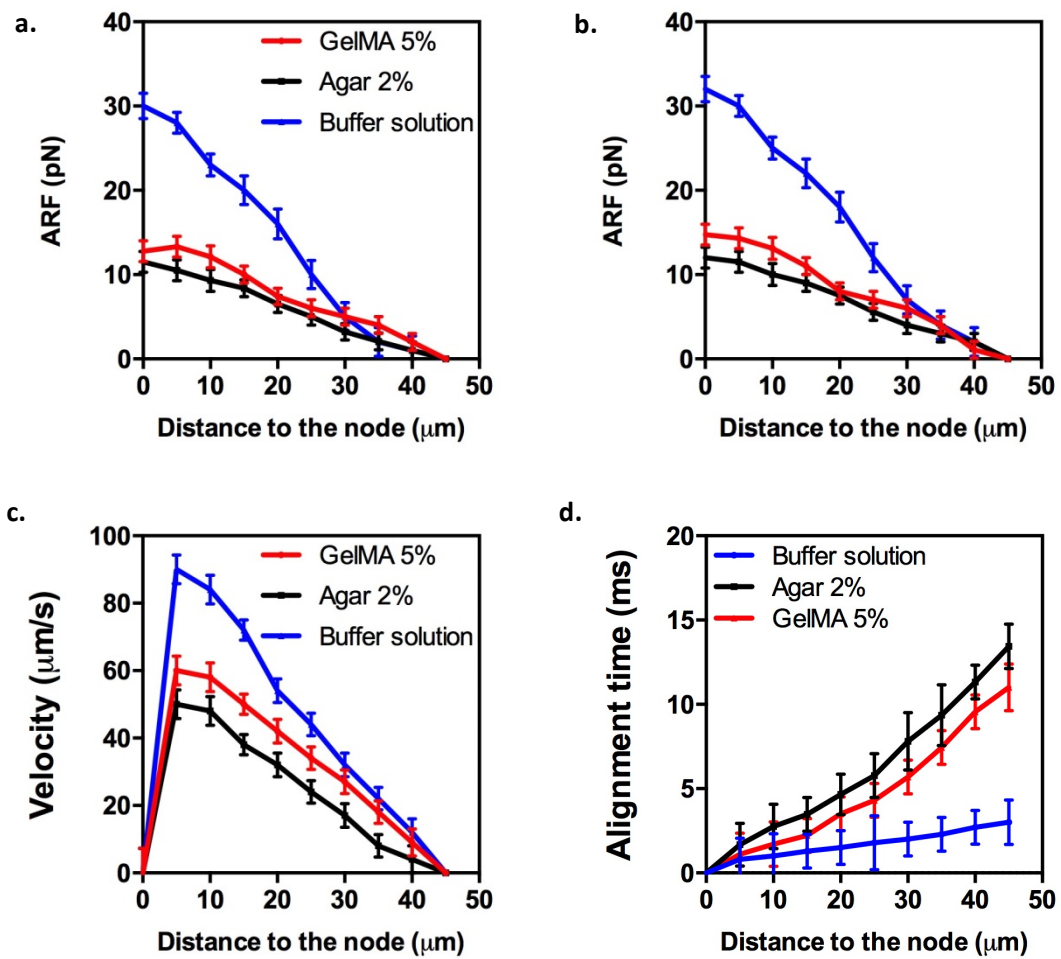 a.
40
30
20
10
0
ARF (pN)
GelMA 5%
Agar 2%
Buffer solution
0 10 20 30 40 50
Distance to the node (μm)
b.
40
30
20
10
0
ARF (pN)
0 10 20 30 40 50
Distance to the node (μm)
c.
100
80
60
40
20
0
Velocity (μm/s)
GelMA 5%
Agar 2%
Buffer solution
0 10 20 30 40 50
Distance to the node (μm)
d.
20
15
10
5
0
Alignment time (ms)
Buffer solution
Agar 2%
GelMA 5%
0 10 20 30 40 50
Distance to the node (μm)